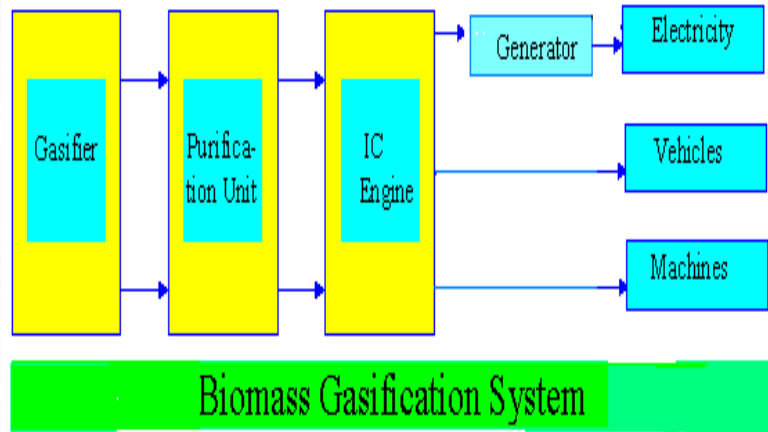 Gasifier
Purifica-
tion Unit
IC
Engine
Generator
Electricity
Vehicles
Machines
Biomass Gasification System